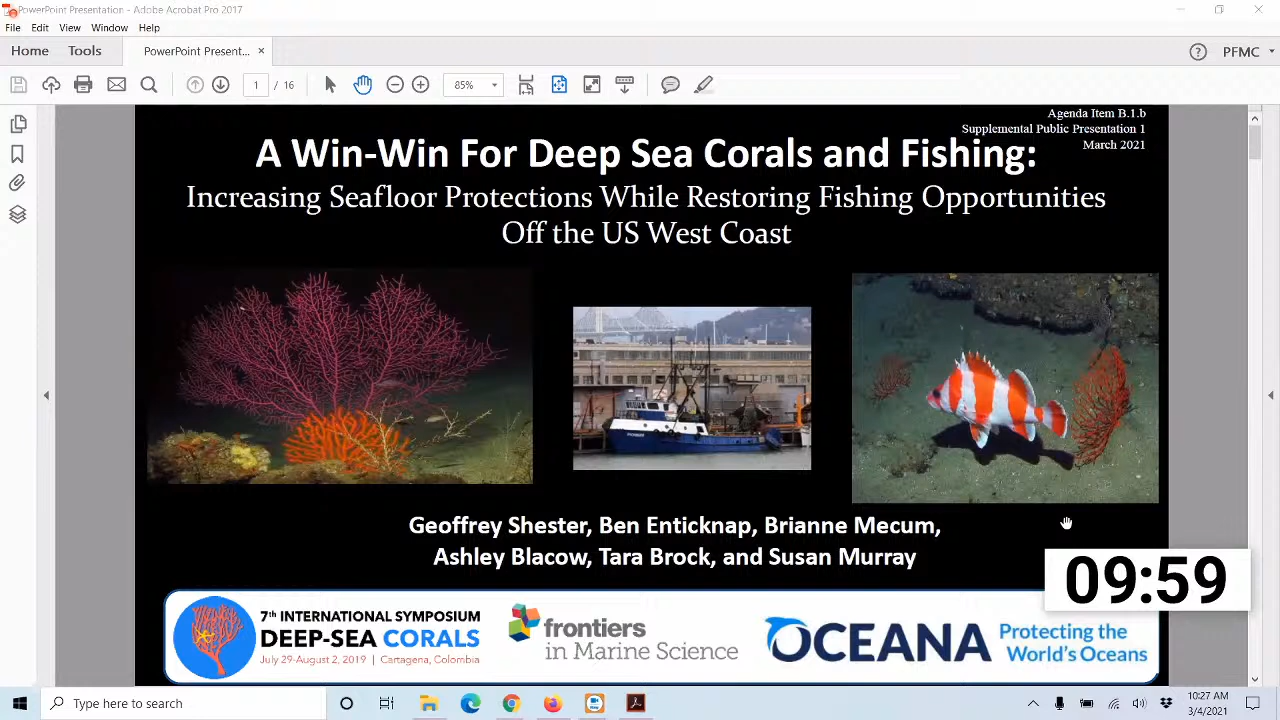 PowerPoint Presentation - Adobe Acrobat Pro 2017
File Edit View Window Help
Home Tools PowerPoint Present... × PFMC
1 / 16 85%
Agenda Item B.1.b
Supplemental Public Presentation 1
March 2021
A Win-Win For Deep Sea Corals and Fishing:
Increasing Seafloor Protections While Restoring Fishing Opportunities
Off the US West Coast
Geoffrey Shester, Ben Enticknap, Brianne Mecum,
Ashley Blacow, Tara Brock, and Susan Murray
09:59
7th INTERNATIONAL SYMPOSIUM
DEEP-SEA CORALS
July 29-August 2, 2019 | Cartagena, Colombia
frontiers
in Marine Science
OCEANA
Protecting the
World's Oceans
Type here to search
10:27 AM
3/4/2021